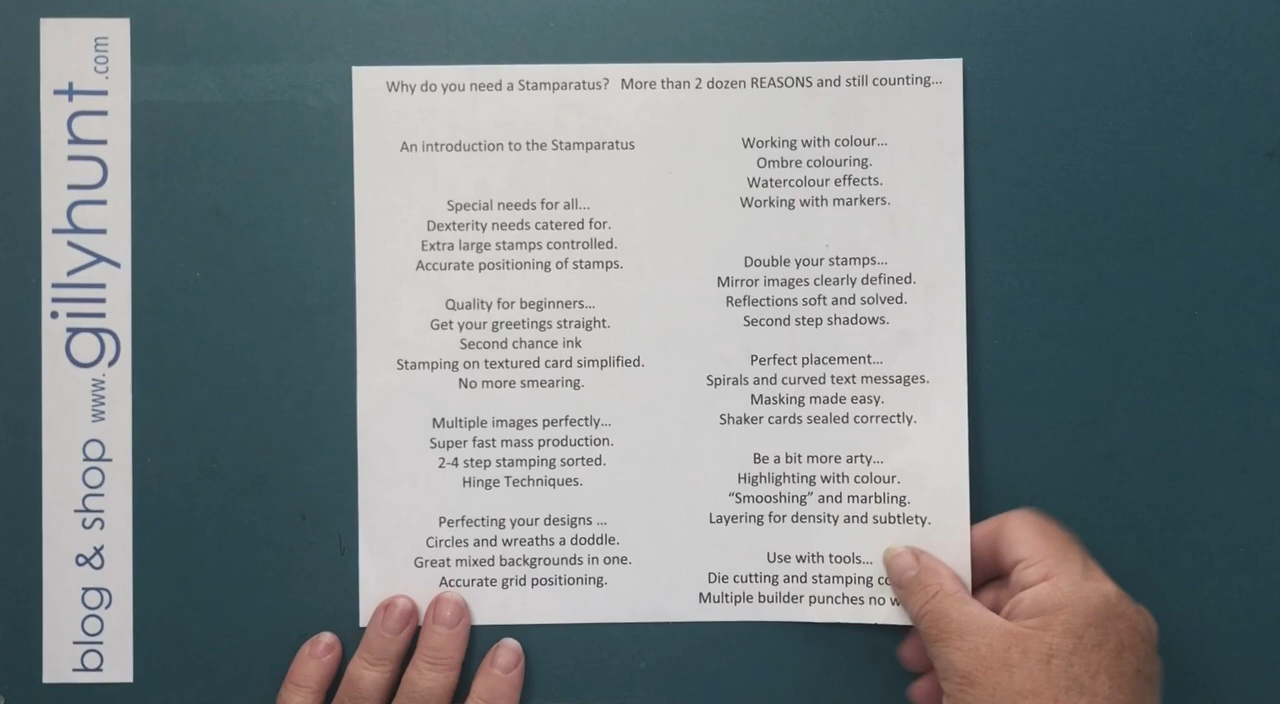 blog & shop www.gillyhunt.com
Why do you need a Stamparatus? More than 2 dozen REASONS and still counting...
An introduction to the Stamparatus
Special needs for all...
Dexterity needs catered for.
Extra large stamps controlled.
Accurate positioning of stamps.
Quality for beginners...
Get your greetings straight.
Second chance ink
Stamping on textured card simplified.
No more smearing.
Multiple images perfectly...
Super fast mass production.
2-4 step stamping sorted.
Hinge Techniques.
Perfecting your designs ...
Circles and wreaths a doddle.
Great mixed backgrounds in one.
Accurate grid positioning.
Working with colour...
Ombre colouring.
Watercolour effects.
Working with markers.
Double your stamps...
Mirror images clearly defined.
Reflections soft and solved.
Second step shadows.
Perfect placement...
Spirals and curved text messages.
Masking made easy.
Shaker cards sealed correctly.
Be a bit more arty...
Highlighting with colour.
“Smooshing” and marbling.
Layering for density and subtlety.
Use with tools...
Die cutting and stamping
Multiple builder punches no